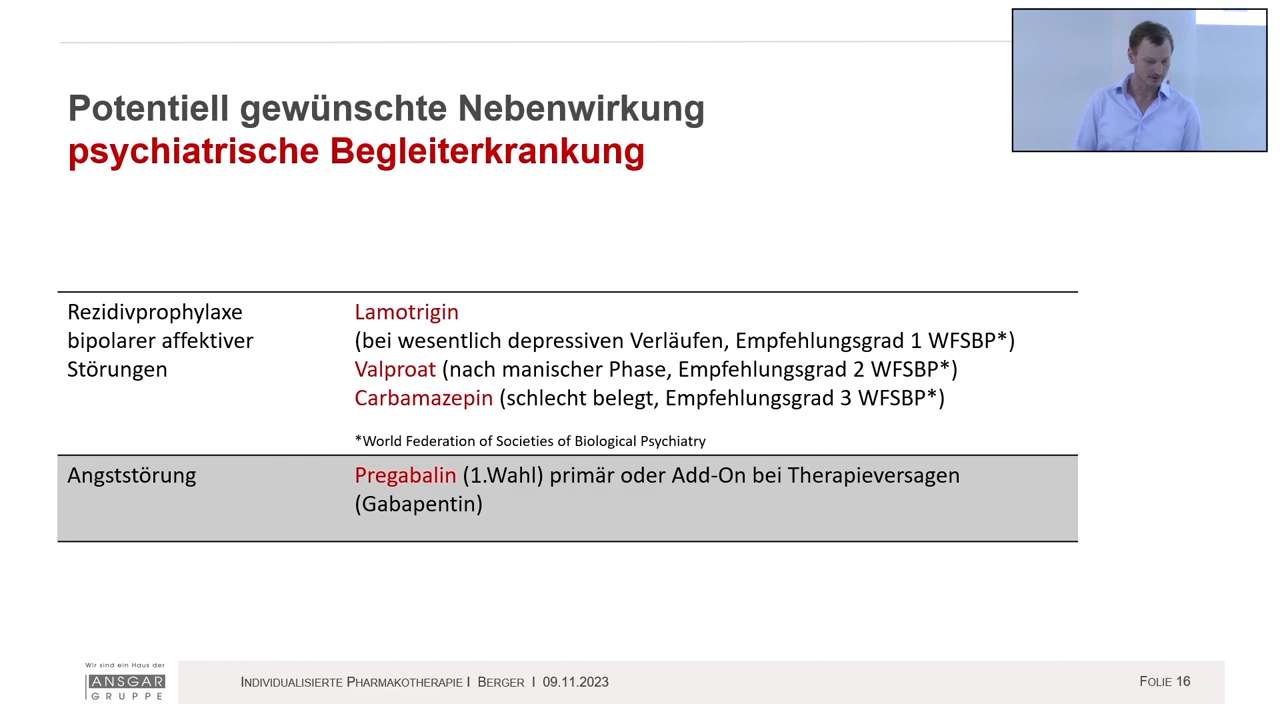 Potentiell gewünschte Nebenwirkung
psychiatrische Begleiterkrankung
Rezidivprophylaxe
bipolarer affektiver
Störungen
Lamotrigin
(bei wesentlich depressiven Verläufen, Empfehlungsgrad 1 WFSBP*)
Valproat (nach manischer Phase, Empfehlungsgrad 2 WFSBP*)
Carbamazepin (schlecht belegt, Empfehlungsgrad 3 WFSBP*)
*World Federation of Societies of Biological Psychiatry
Angststörung
Pregabalin (1.Wahl) primär oder Add-On bei Therapieversagen
(Gabapentin)
Wir sind ein Haus der
ANSGAR
GRUPPE
Individualisierte Pharmakotherapie I Berger I 09.11.2023
Folie 16